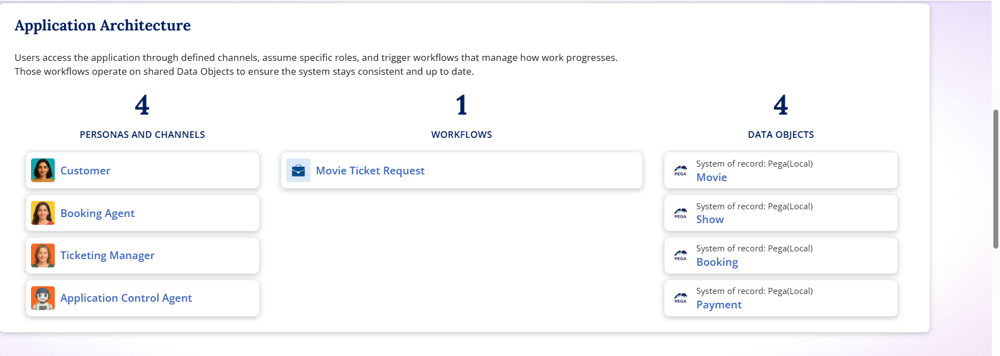 Application Architecture
Users access the application through defined channels, assume specific roles, and trigger workflows that manage how work progresses.
Those workflows operate on shared Data Objects to ensure the system stays consistent and up to date.
4
PERSONAS AND CHANNELS
Customer
Booking Agent
Ticketing Manager
Application Control Agent
1
WORKFLOWS
Movie Ticket Request
4
DATA OBJECTS
PEGA
System of record: Pega(Local)
Movie
PEGA
System of record: Pega(Local)
Show
PEGA
System of record: Pega(Local)
Booking
PEGA
System of record: Pega(Local)
Payment